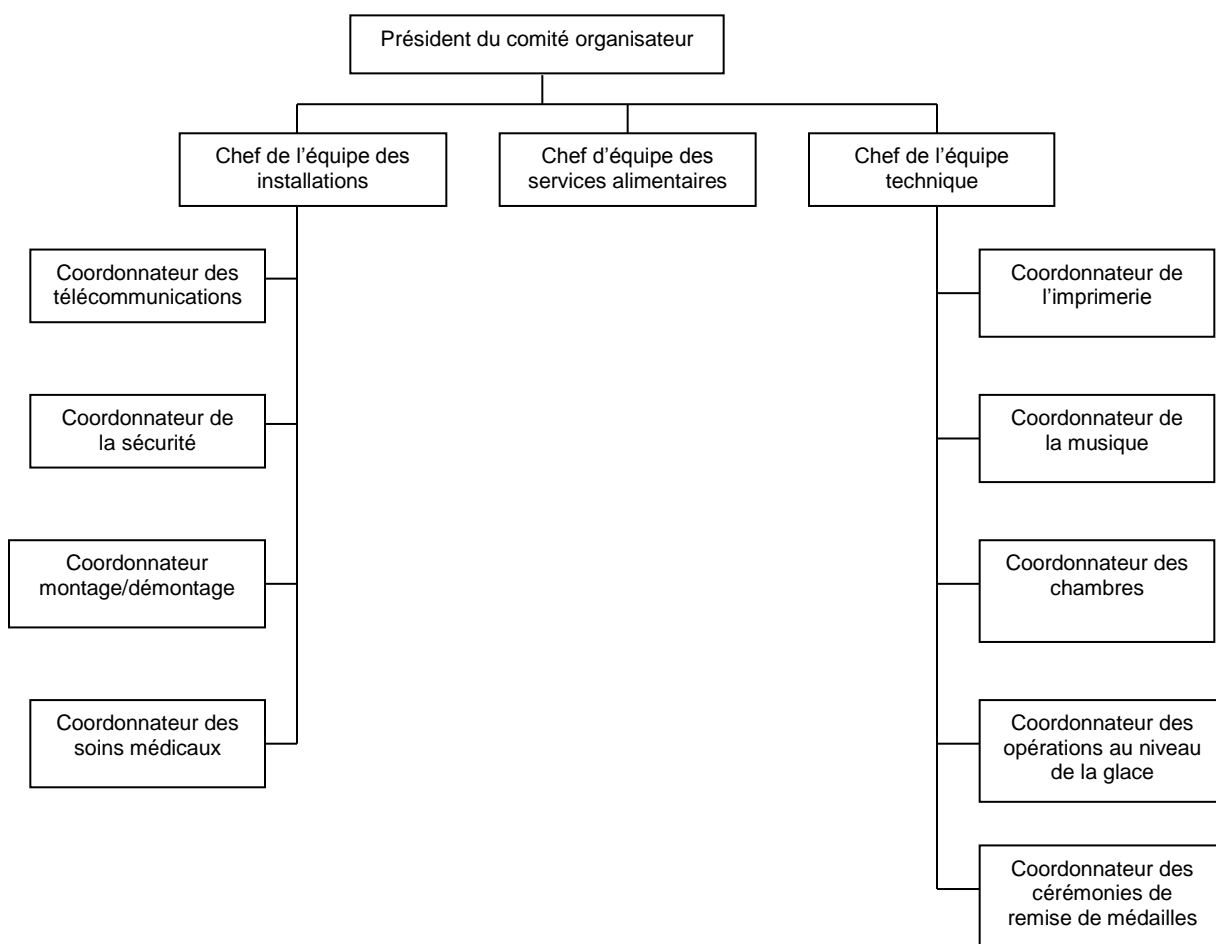 Président du comité organisateur
Chef de l’équipe des
installations
Chef d’équipe des
services alimentaires
Chef de l’équipe
technique
Coordonnateur des
télécommunications
Coordonnateur de
la sécurité
Coordonnateur
montage/démontage
Coordonnateur des
soins médicaux
Coordonnateur de
l’imprimerie
Coordonnateur de
la musique
Coordonnateur des
chambres
Coordonnateur des
opérations au niveau
de la glace
Coordonnateur des
cérémonies de
remise de médailles